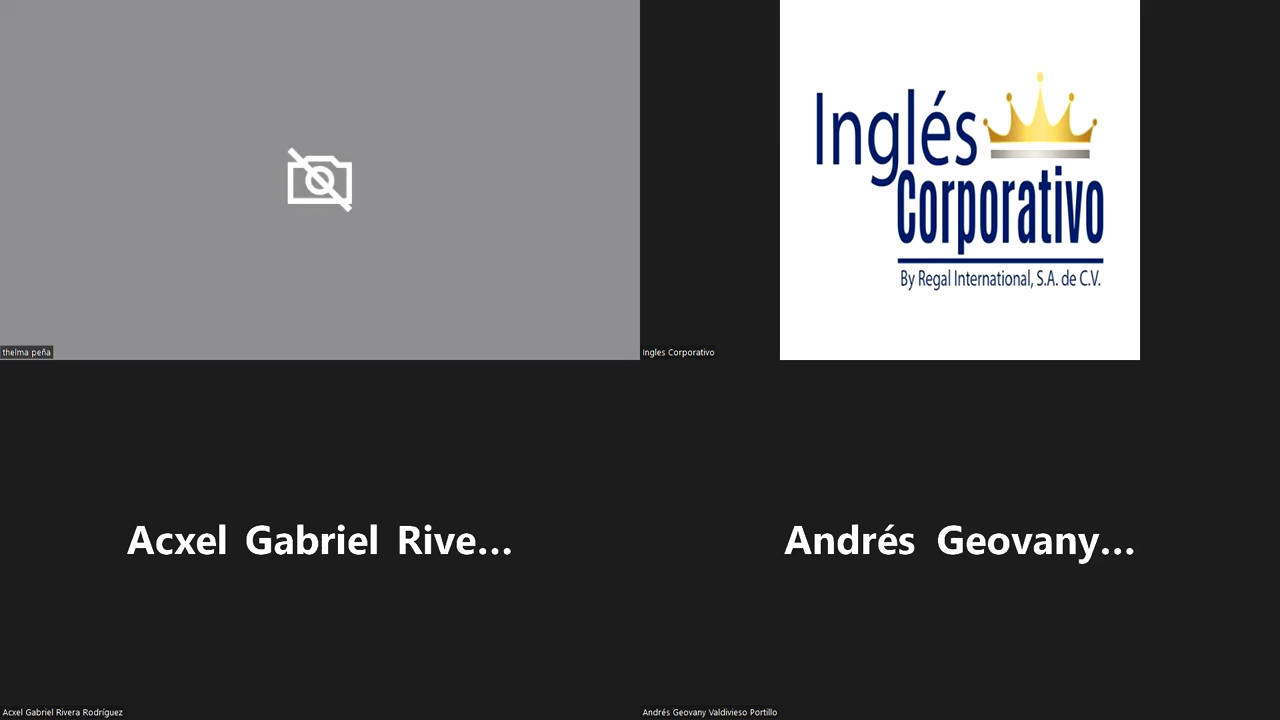 Inglés
Corporativo
By Regal International, S.A. de C.V.
thelma peña
Ingles Corporativo
Acxel Gabriel Rive...
Andrés Geovany...
Acxel Gabriel Rivera Rodríguez
Andrés Geovany Valdivieso Portillo